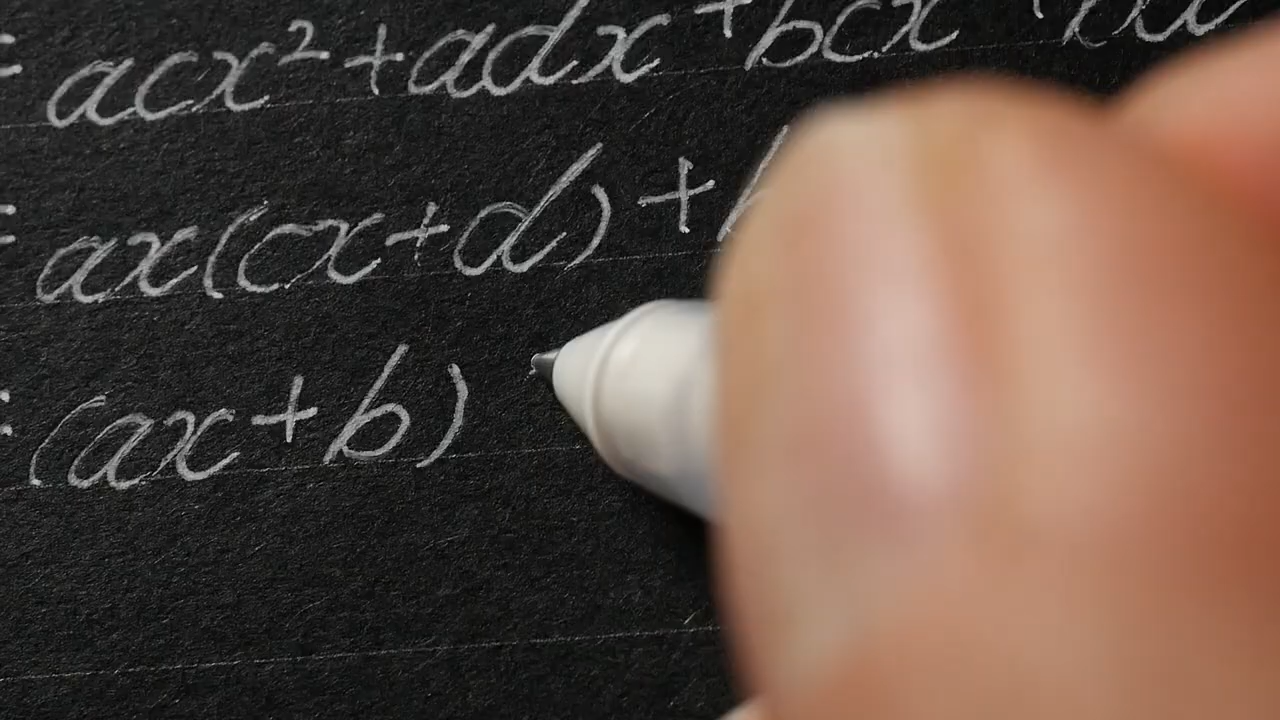 = acx²+adx+bcx+
= ax(cx+d)+
= (ax+b)